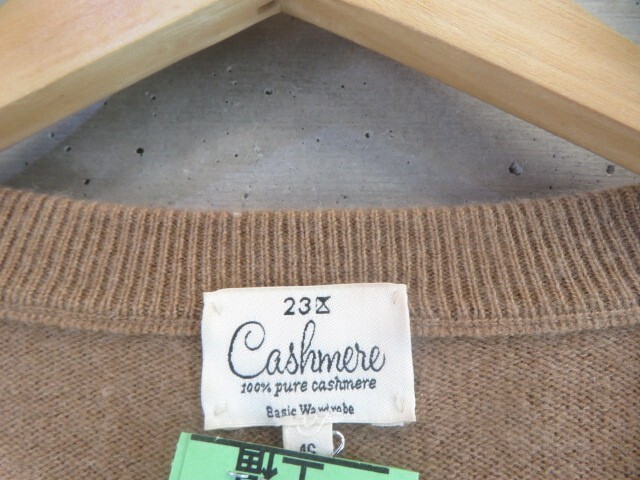 23区
Cashmere
100% pure cashmere
Basic Wardrobe
46